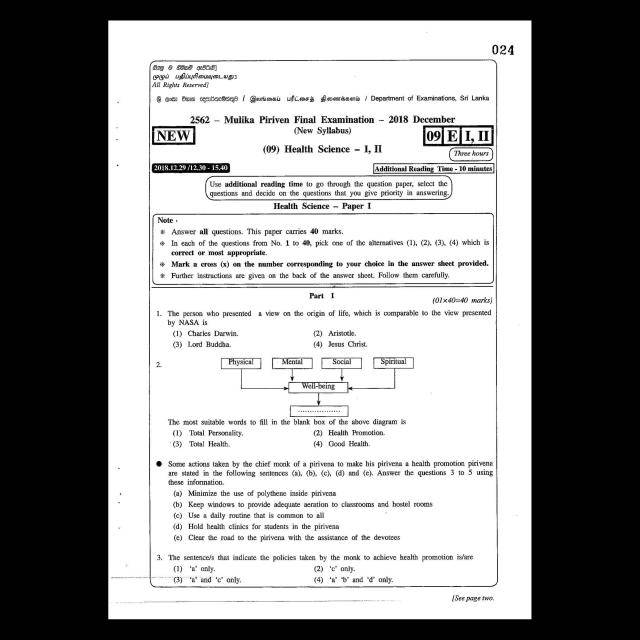 024
සියලු ම හිමිකම් ඇවිරිණි]
முழுப் பதிப்புரிமையுடையது]
All Rights Reserved]
ශ්‍රී ලංකා විභාග දෙපාර්තමේන්තුව / இலங்கைப் பரீட்சைத் திணைக்களம் / Department of Examinations, Sri Lanka
2562 – Mulika Piriven Final Examination – 2018 December
(New Syllabus)
NEW
09 E I, II
(09) Health Science – I, II
Three hours
2018.12.29 /12.30 - 15.40
Additional Reading Time - 10 minutes
Use additional reading time to go through the question paper, select the
questions and decide on the questions that you give priority in answering.
Health Science – Paper I
Note :
※ Answer all questions. This paper carries 40 marks.
※ In each of the questions from No. 1 to 40, pick one of the alternatives (1), (2), (3), (4) which is
correct or most appropriate.
※ Mark a cross (x) on the number corresponding to your choice in the answer sheet provided.
※ Further instructions are given on the back of the answer sheet. Follow them carefully.
Part I
(01×40=40 marks)
1. The person who presented a view on the origin of life, which is comparable to the view presented
by NASA is
(1) Charles Darwin. (2) Aristotle.
(3) Lord Buddha. (4) Jesus Christ.
2. Physical Mental Social Spiritual
Well-being
....................
The most suitable words to fill in the blank box of the above diagram is
(1) Total Personality. (2) Health Promotion.
(3) Total Health. (4) Good Health.
● Some actions taken by the chief monk of a pirivena to make his pirivena a health promotion pirivena
are stated in the following sentences (a), (b), (c), (d) and (e). Answer the questions 3 to 5 using
these information.
(a) Minimize the use of polythene inside pirivena
(b) Keep windows to provide adequate aeration to classrooms and hostel rooms
(c) Use a daily routine that is common to all
(d) Hold health clinics for students in the pirivena
(e) Clear the road to the pirivena with the assistance of the devotees
3. The sentence/s that indicate the policies taken by the monk to achieve health promotion is/are
(1) 'a' only. (2) 'c' only.
(3) 'a' and 'c' only. (4) 'a' 'b' and 'd' only.
[See page two.